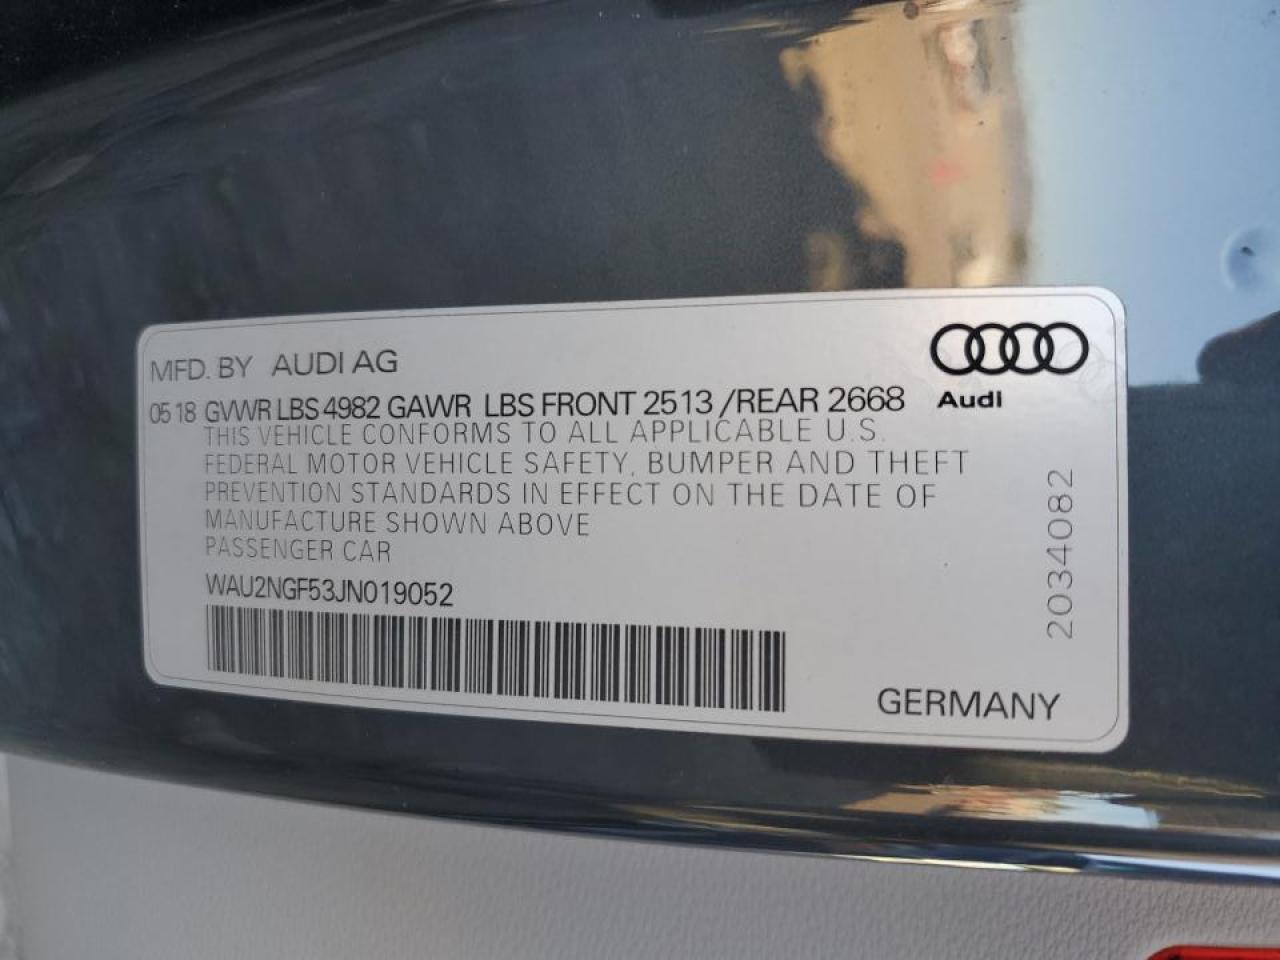 MFD. BY AUDI AG
Audi
05 18 GVWR LBS 4982 GAWR LBS FRONT 2513 /REAR 2668
THIS VEHICLE CONFORMS TO ALL APPLICABLE U.S.
FEDERAL MOTOR VEHICLE SAFETY, BUMPER AND THEFT
PREVENTION STANDARDS IN EFFECT ON THE DATE OF
MANUFACTURE SHOWN ABOVE
PASSENGER CAR
WAU2NGF53JN019052
2034082
GERMANY